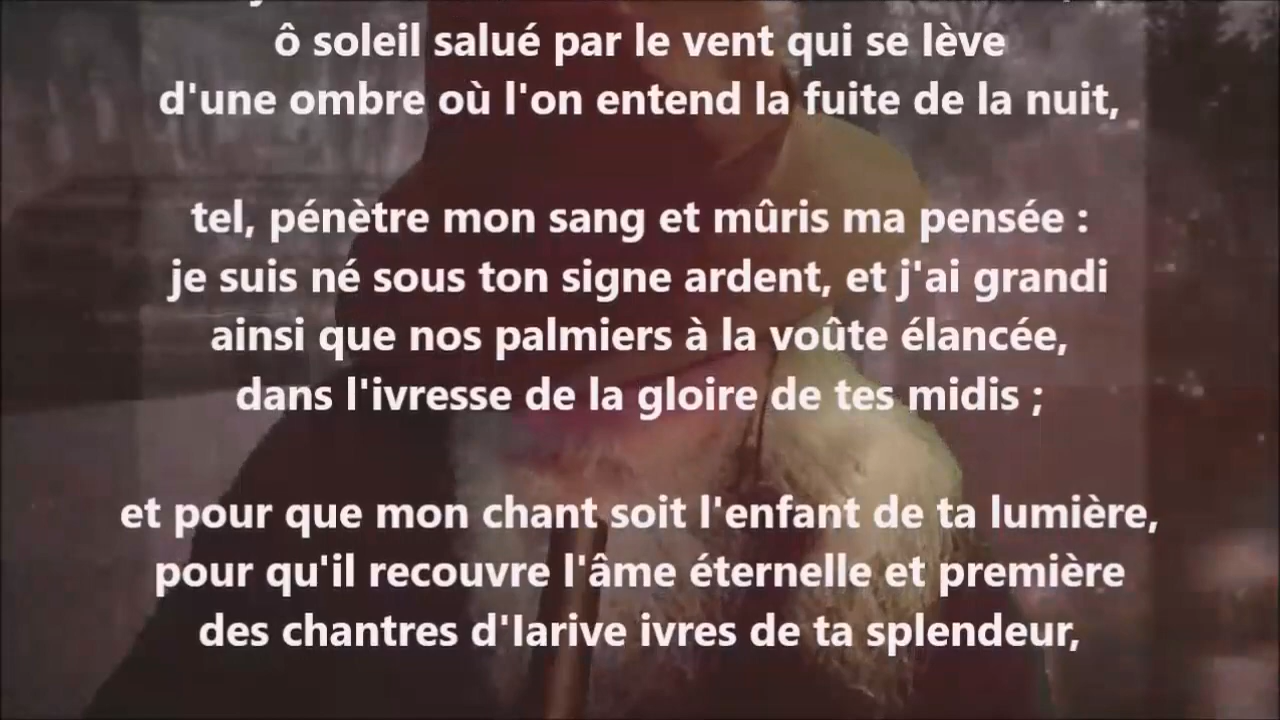 ô soleil salué par le vent qui se lève
d'une ombre où l'on entend la fuite de la nuit,
tel, pénètre mon sang et mûris ma pensée :
je suis né sous ton signe ardent, et j'ai grandi
ainsi que nos palmiers à la voûte élancée,
dans l'ivresse de la gloire de tes midis ;
et pour que mon chant soit l'enfant de ta lumière,
pour qu'il recouvre l'âme éternelle et première
des chantres d'Iarive ivres de ta splendeur,